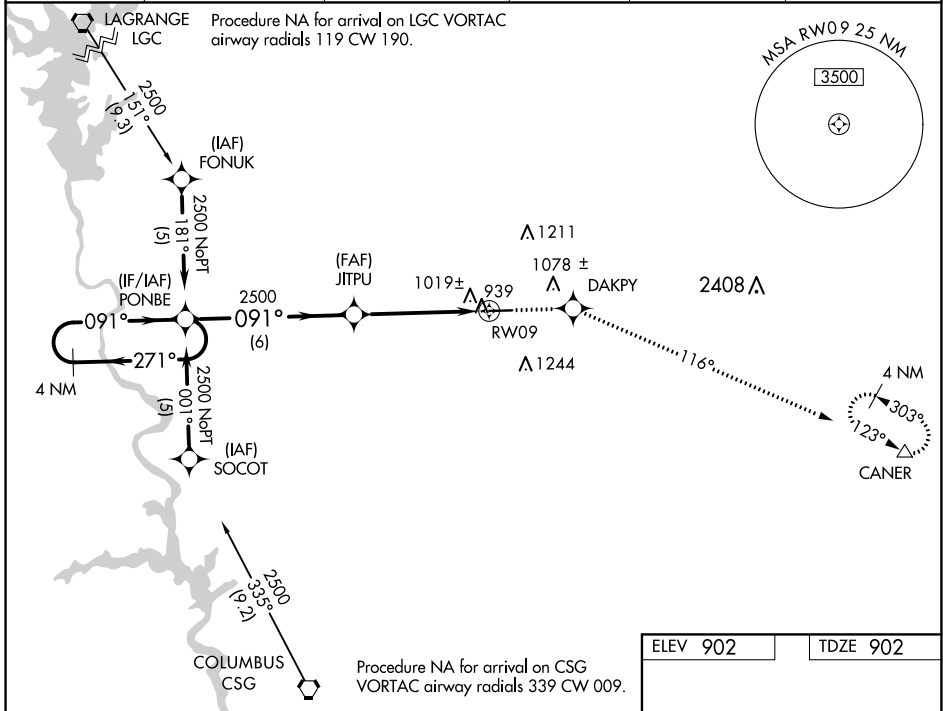 LAGRANGE
LGC
Procedure NA for arrival on LGC VORTAC
airway radials 119 CW 190.
MSA RW09 25 NM
3500
2500
151°
(9.3)
(IAF)
FONUK
2500 NoPT
181°
(5)
(IF/IAF)
PONBE
091°
271°
4 NM
2500
091°
(6)
(FAF)
JITPU
1019±
939
RW09
1211
1078 ±
DAKPY
2408
1244
116°
4 NM
303°
123°
CANER
2500 NoPT
001°
(5)
(IAF)
SOCOT
2500
335°
(9.2)
COLUMBUS
CSG
Procedure NA for arrival on CSG
VORTAC airway radials 339 CW 009.
ELEV 902
TDZE 902